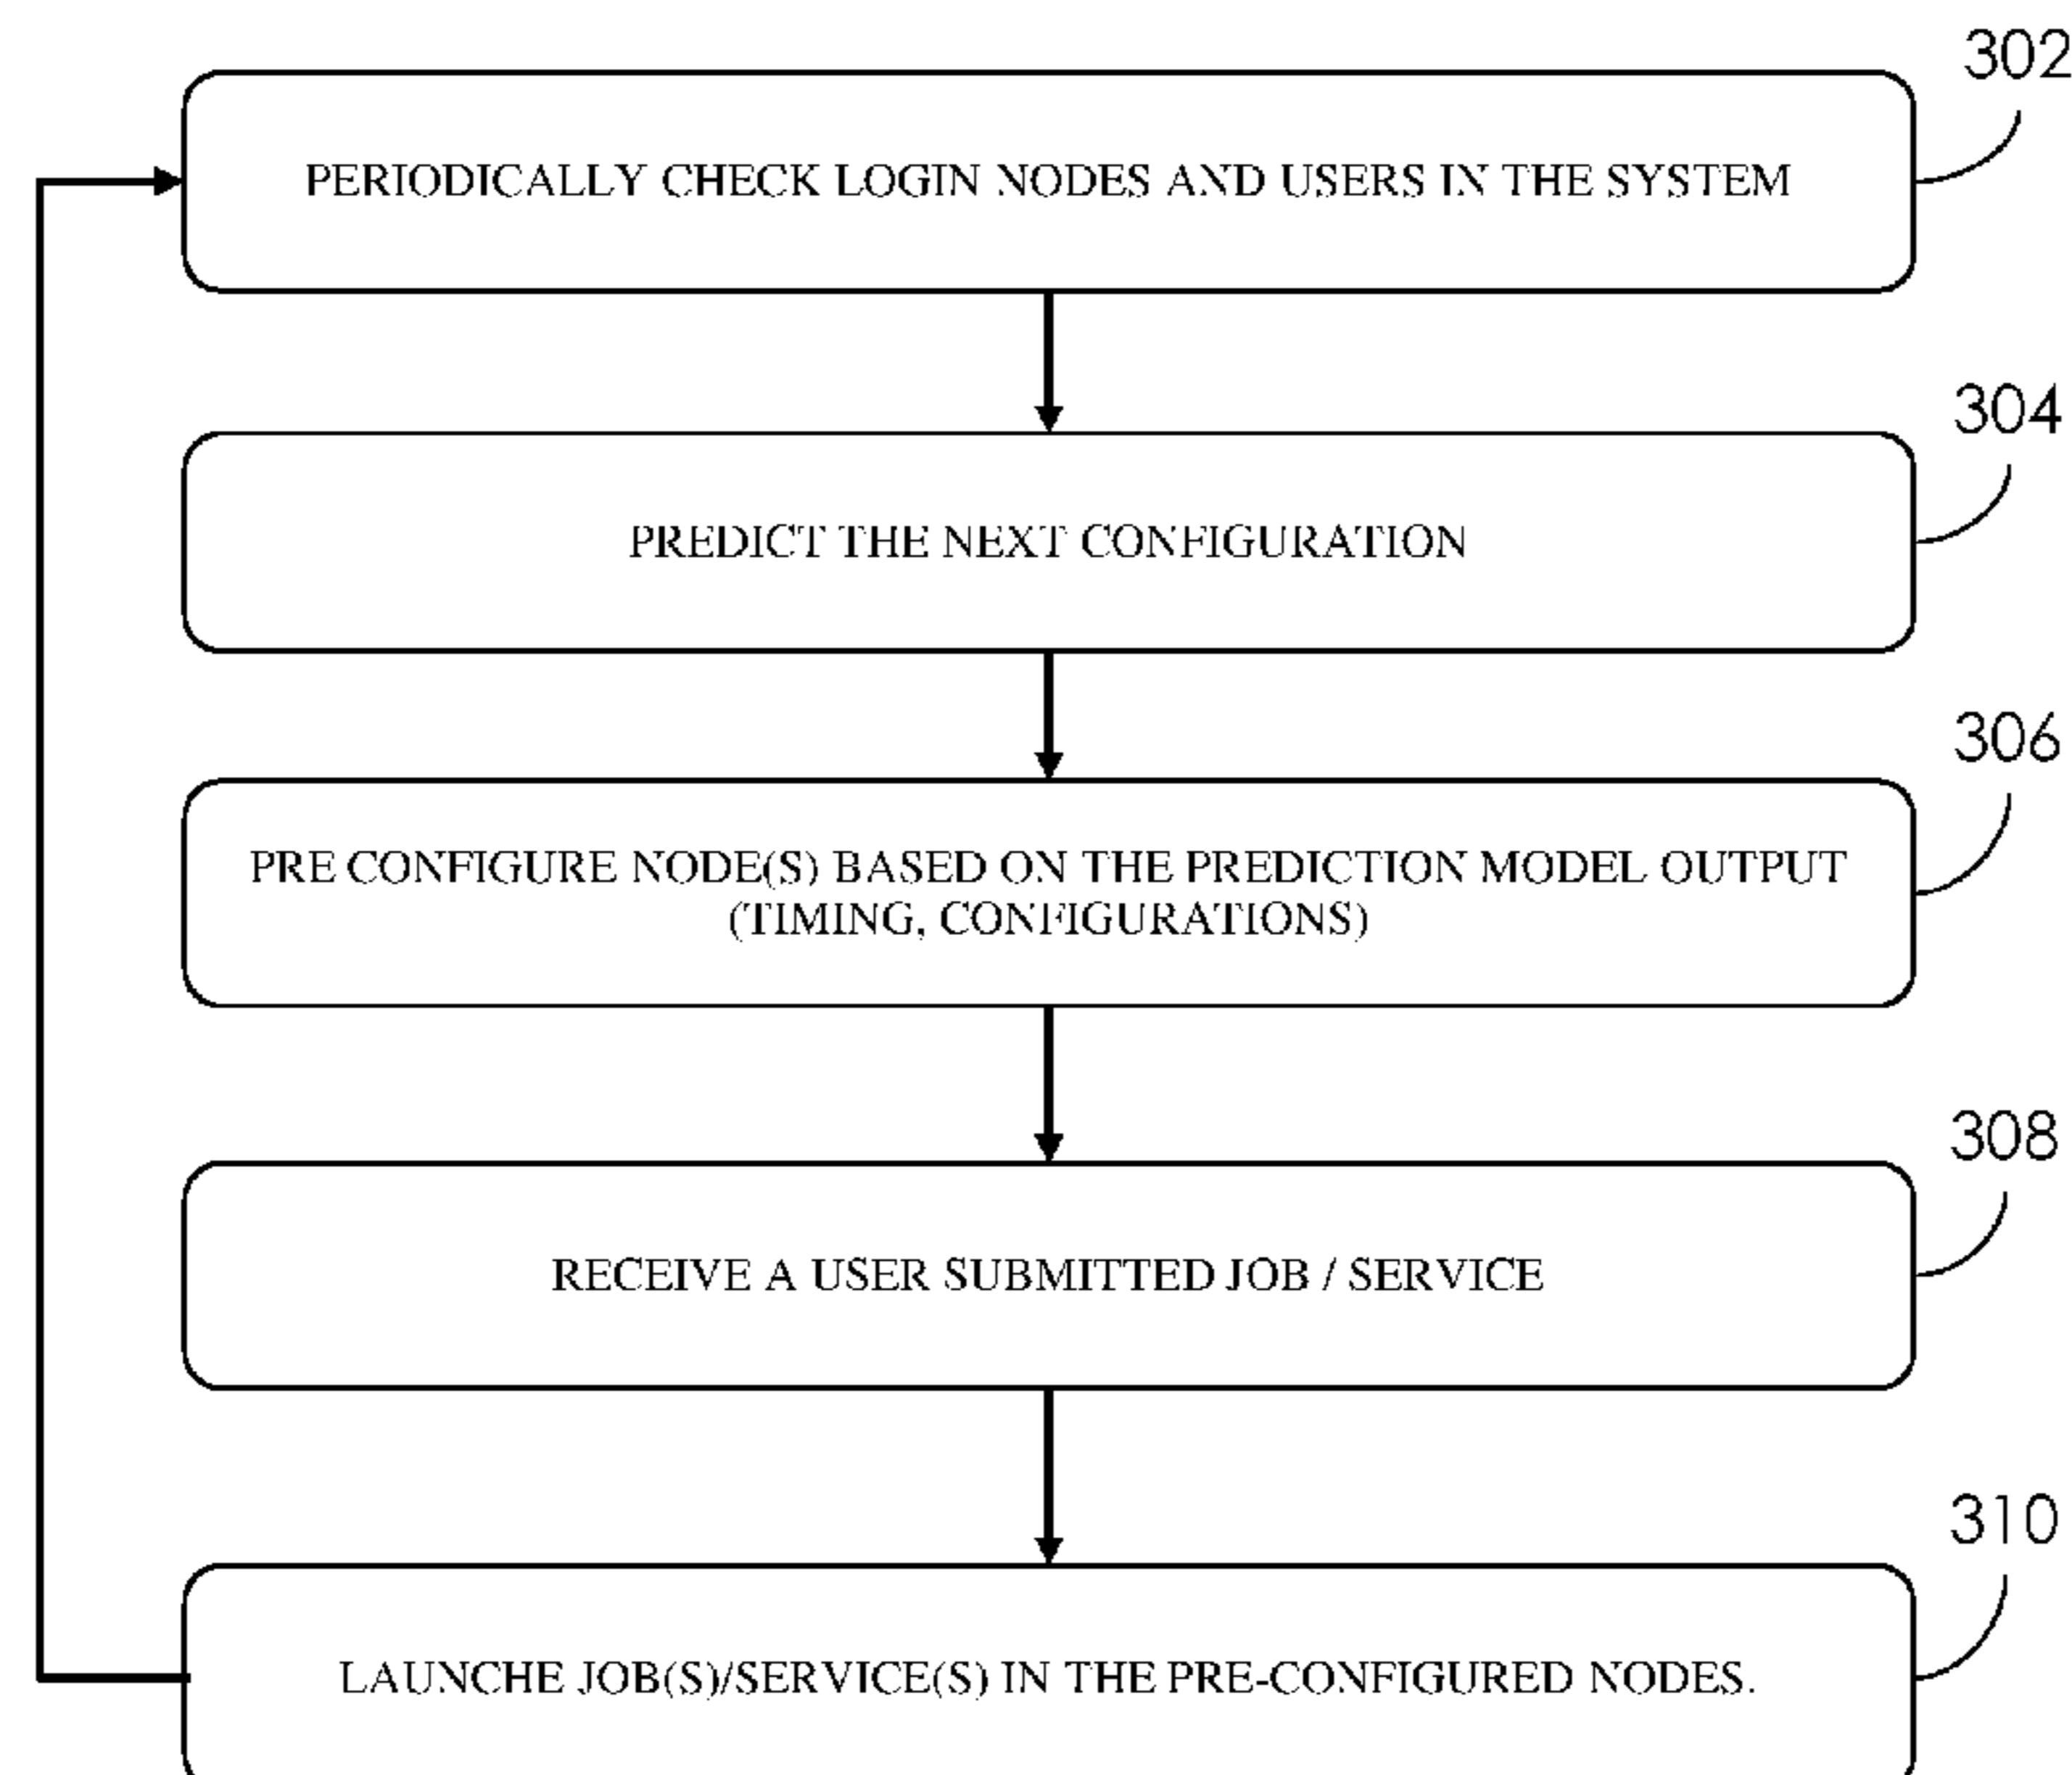 302
PERIODICALLY CHECK LOGIN NODES AND USERS IN THE SYSTEM
304
PREDICT THE NEXT CONFIGURATION
306
PRE CONFIGURE NODE(S) BASED ON THE PREDICTION MODEL OUTPUT
(TIMING, CONFIGURATIONS)
308
RECEIVE A USER SUBMITTED JOB / SERVICE
310
LAUNCHE JOB(S)/SERVICE(S) IN THE PRE-CONFIGURED NODES.